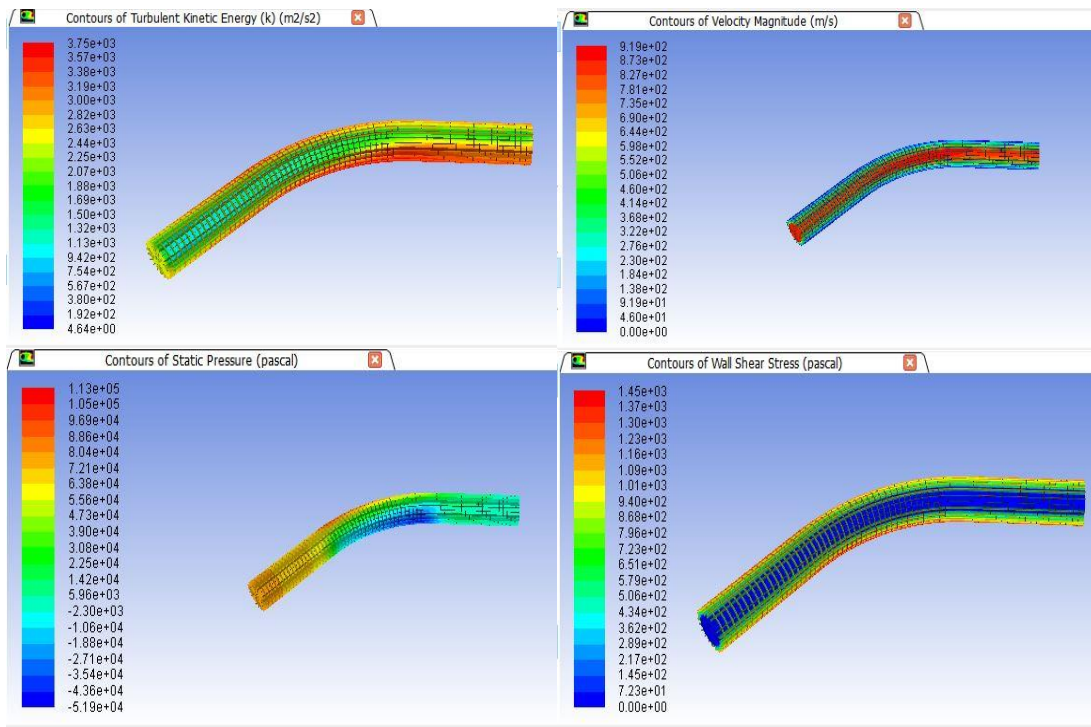 Contours of Turbulent Kinetic Energy (k) (m2/s2)
3.75e+03
3.57e+03
3.38e+03
3.19e+03
3.00e+03
2.82e+03
2.63e+03
2.44e+03
2.25e+03
2.07e+03
1.88e+03
1.69e+03
1.50e+03
1.32e+03
1.13e+03
9.42e+02
7.54e+02
5.67e+02
3.80e+02
1.92e+02
4.64e+00
Contours of Velocity Magnitude (m/s)
9.19e+02
8.73e+02
8.27e+02
7.81e+02
7.35e+02
6.90e+02
6.44e+02
5.98e+02
5.52e+02
5.06e+02
4.60e+02
4.14e+02
3.68e+02
3.22e+02
2.76e+02
2.30e+02
1.84e+02
1.38e+02
9.19e+01
4.60e+01
0.00e+00
Contours of Static Pressure (pascal)
1.13e+05
1.05e+05
9.69e+04
8.86e+04
8.04e+04
7.21e+04
6.38e+04
5.56e+04
4.73e+04
3.90e+04
3.08e+04
2.25e+04
1.42e+04
5.96e+03
-2.30e+03
-1.06e+04
-1.88e+04
-2.71e+04
-3.54e+04
-4.36e+04
-5.19e+04
Contours of Wall Shear Stress (pascal)
1.45e+03
1.37e+03
1.30e+03
1.23e+03
1.16e+03
1.09e+03
1.01e+03
9.40e+02
8.68e+02
7.96e+02
7.23e+02
6.51e+02
5.79e+02
5.06e+02
4.34e+02
3.62e+02
2.89e+02
2.17e+02
1.45e+02
7.23e+01
0.00e+00